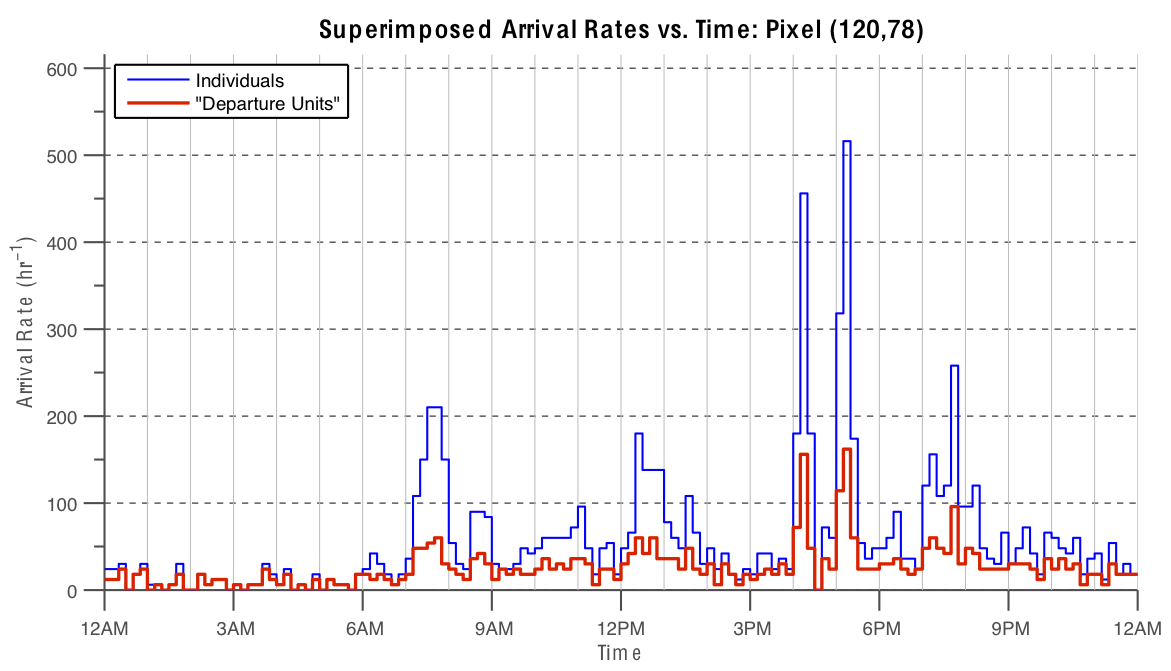 Superimposed Arrival Rates vs. Time: Pixel (120,78)
Individuals
"Departure Units"
Arrival Rate (hr⁻¹)
600
500
400
300
200
100
0
12AM 3AM 6AM 9AM 12PM 3PM 6PM 9PM 12AM
Time